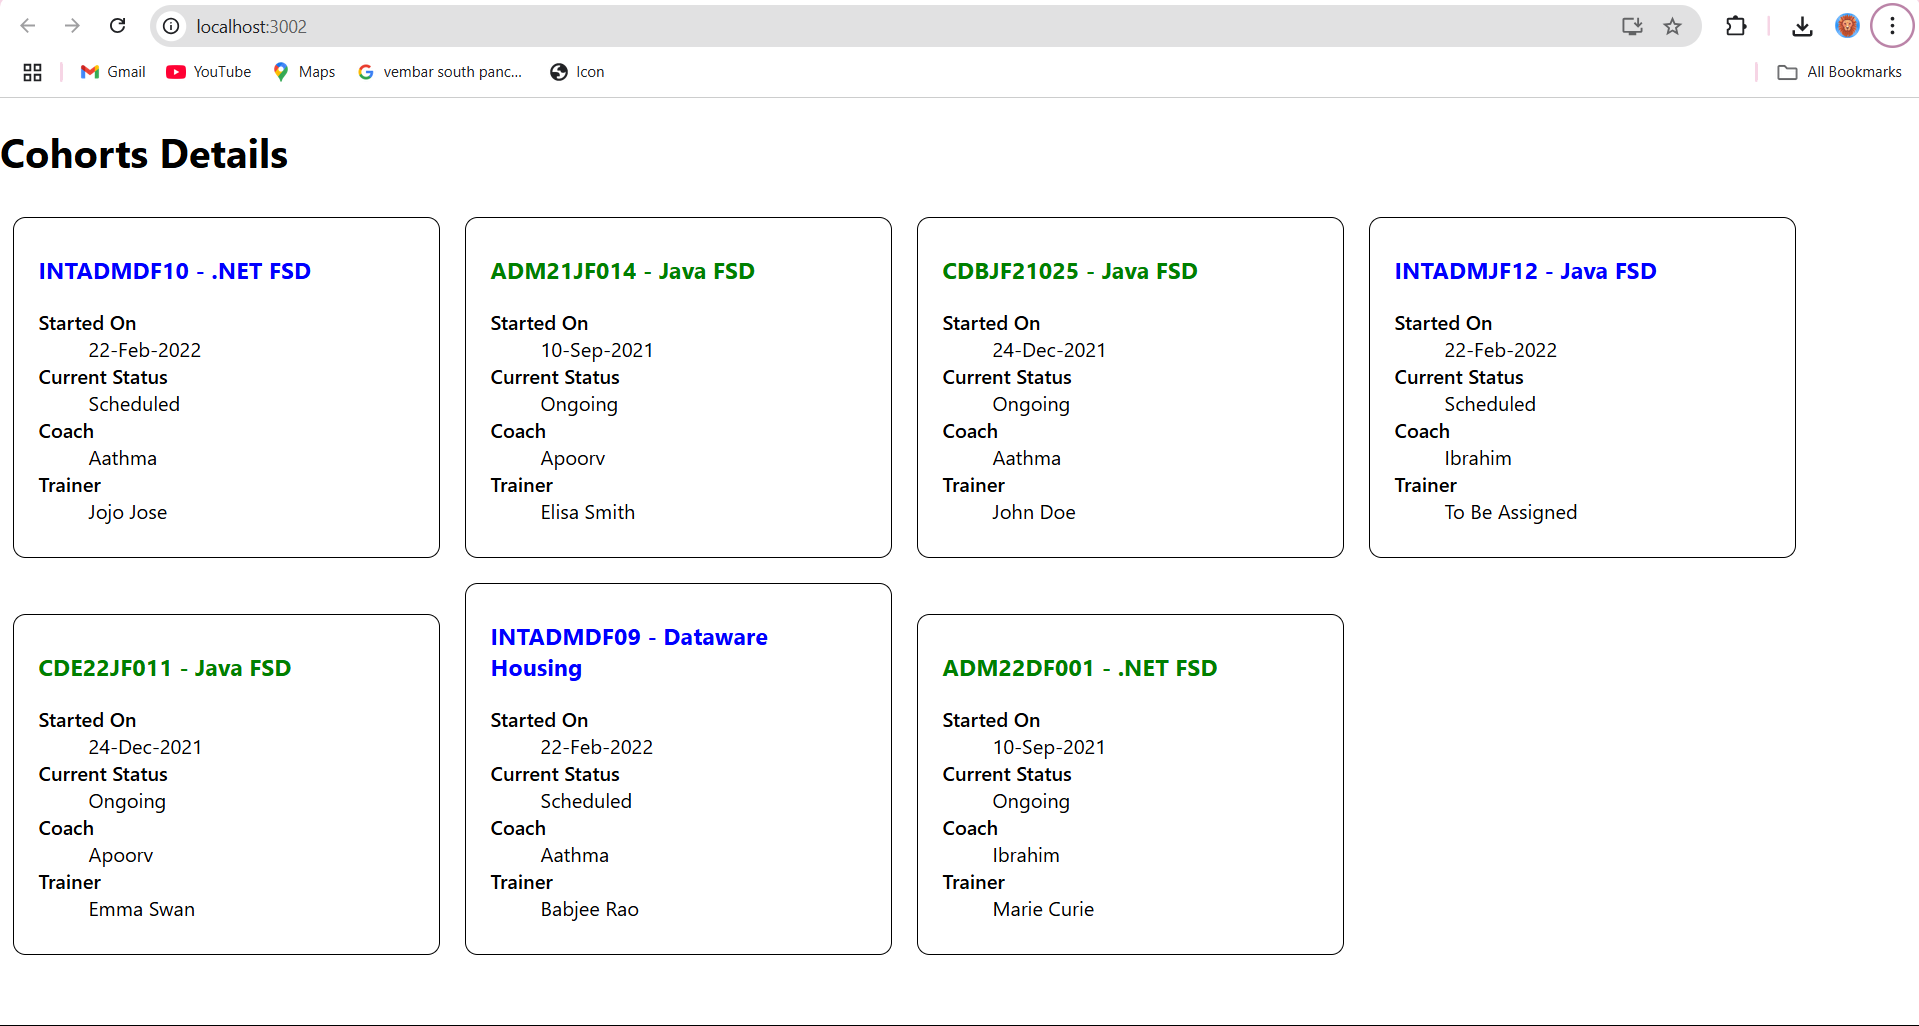 localhost:3002
Gmail YouTube Maps vembar south panc... Icon All Bookmarks
Cohorts Details
INTADMDF10 - .NET FSD
Started On
22-Feb-2022
Current Status
Scheduled
Coach
Aathma
Trainer
Jojo Jose
ADM21JF014 - Java FSD
Started On
10-Sep-2021
Current Status
Ongoing
Coach
Apoorv
Trainer
Elisa Smith
CDBJF21025 - Java FSD
Started On
24-Dec-2021
Current Status
Ongoing
Coach
Aathma
Trainer
John Doe
INTADMJF12 - Java FSD
Started On
22-Feb-2022
Current Status
Scheduled
Coach
Ibrahim
Trainer
To Be Assigned
CDE22JF011 - Java FSD
Started On
24-Dec-2021
Current Status
Ongoing
Coach
Apoorv
Trainer
Emma Swan
INTADMDF09 - Dataware
Housing
Started On
22-Feb-2022
Current Status
Scheduled
Coach
Aathma
Trainer
Babjee Rao
ADM22DF001 - .NET FSD
Started On
10-Sep-2021
Current Status
Ongoing
Coach
Ibrahim
Trainer
Marie Curie